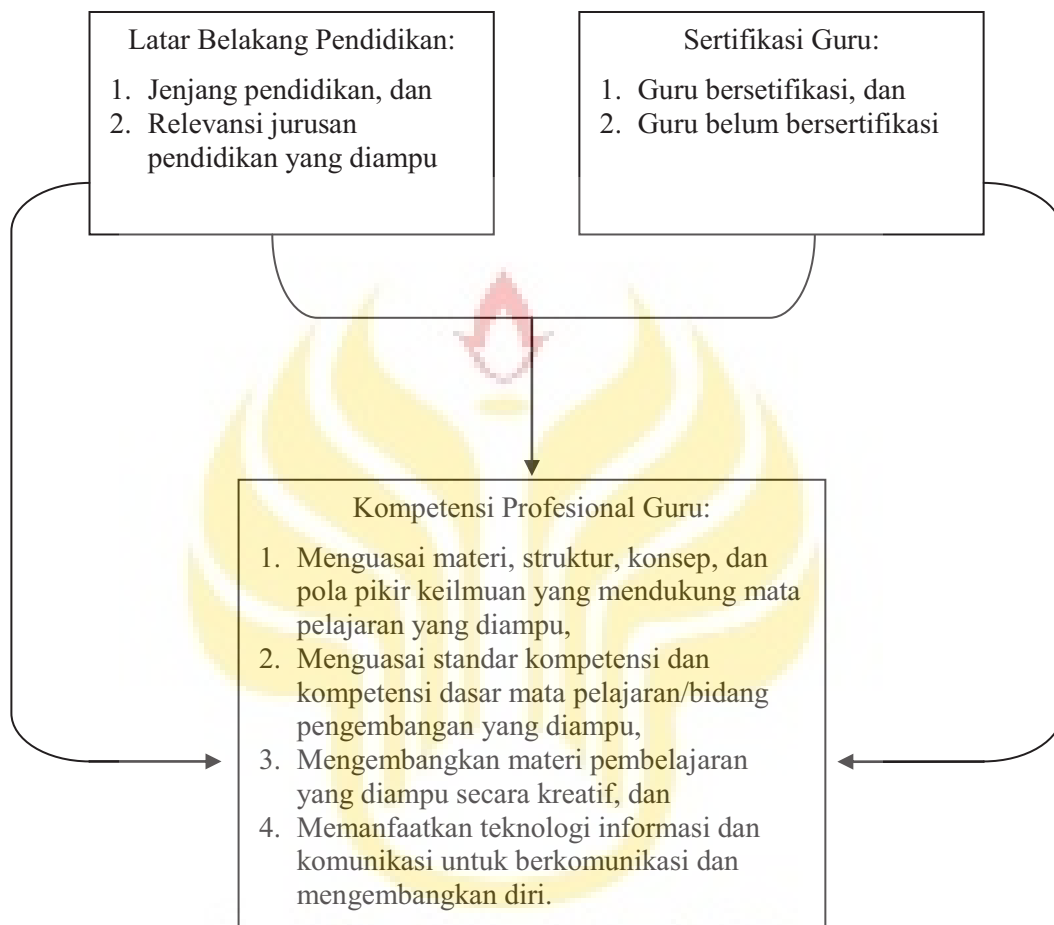 Latar Belakang Pendidikan:
1. Jenjang pendidikan, dan
2. Relevansi jurusan
pendidikan yang diampu
Sertifikasi Guru:
1. Guru bersetifikasi, dan
2. Guru belum bersertifikasi
Kompetensi Profesional Guru:
1. Menguasai materi, struktur, konsep, dan
pola pikir keilmuan yang mendukung mata
pelajaran yang diampu,
2. Menguasai standar kompetensi dan
kompetensi dasar mata pelajaran/bidang
pengembangan yang diampu,
3. Mengembangkan materi pembelajaran
yang diampu secara kreatif, dan
4. Memanfaatkan teknologi informasi dan
komunikasi untuk berkomunikasi dan
mengembangkan diri.